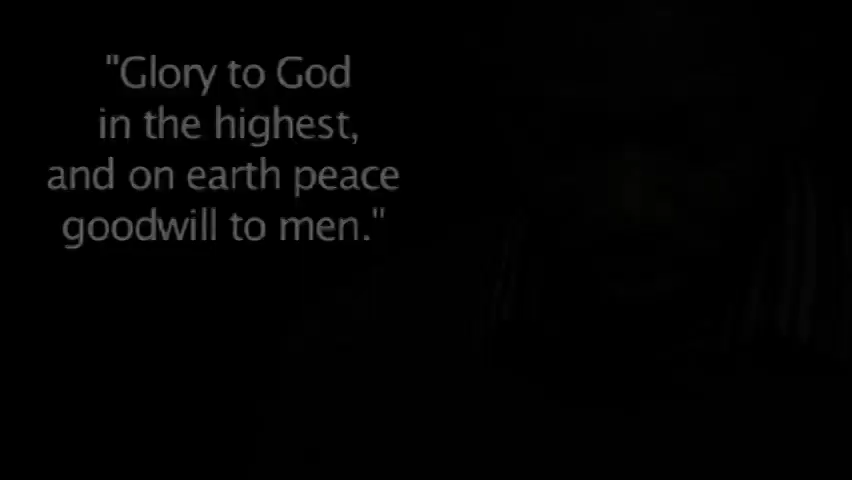 "Glory to God
in the highest,
and on earth peace
goodwill to men."